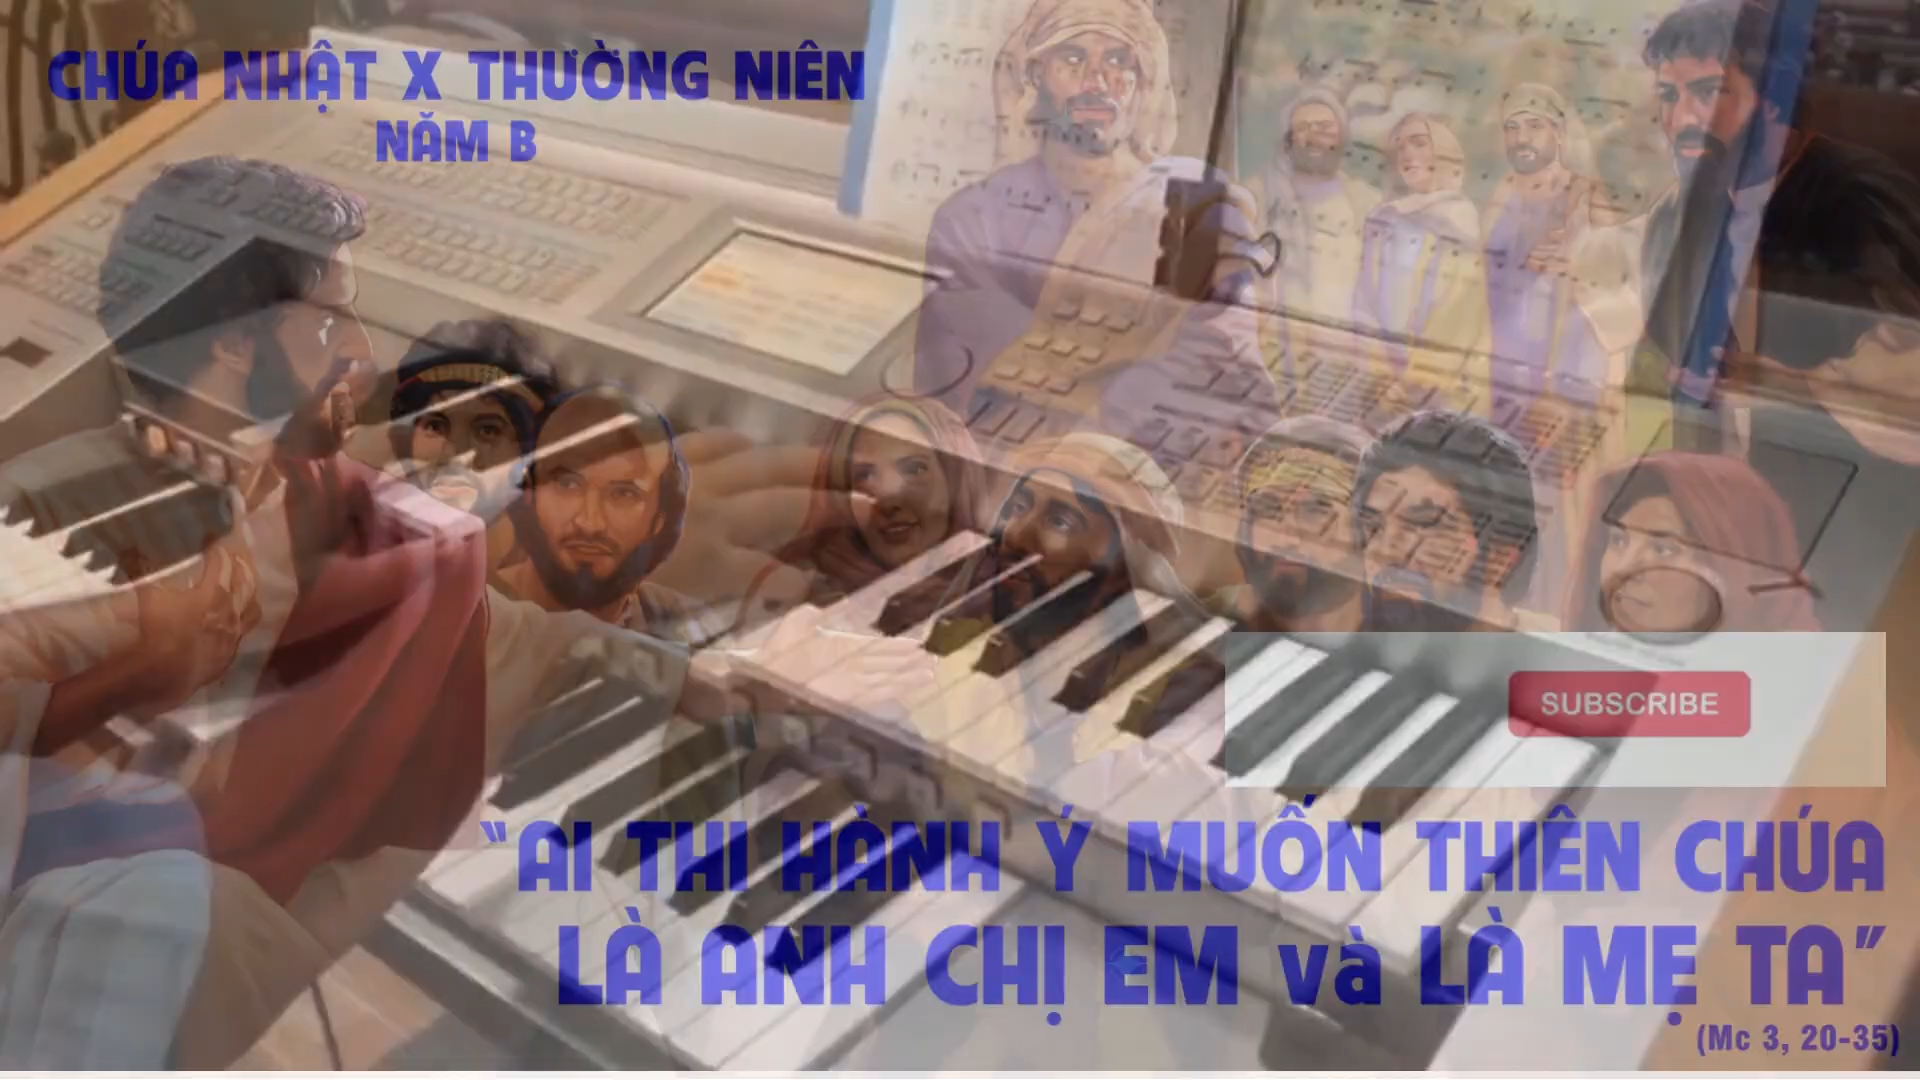 CHÚA NHẬT X THƯỜNG NIÊN
NĂM B
SUBSCRIBE
“AI THI HÀNH Ý MUỐN THIÊN CHÚA
LÀ ANH CHỊ EM và LÀ MẸ TA”
(Mc 3, 20-35)